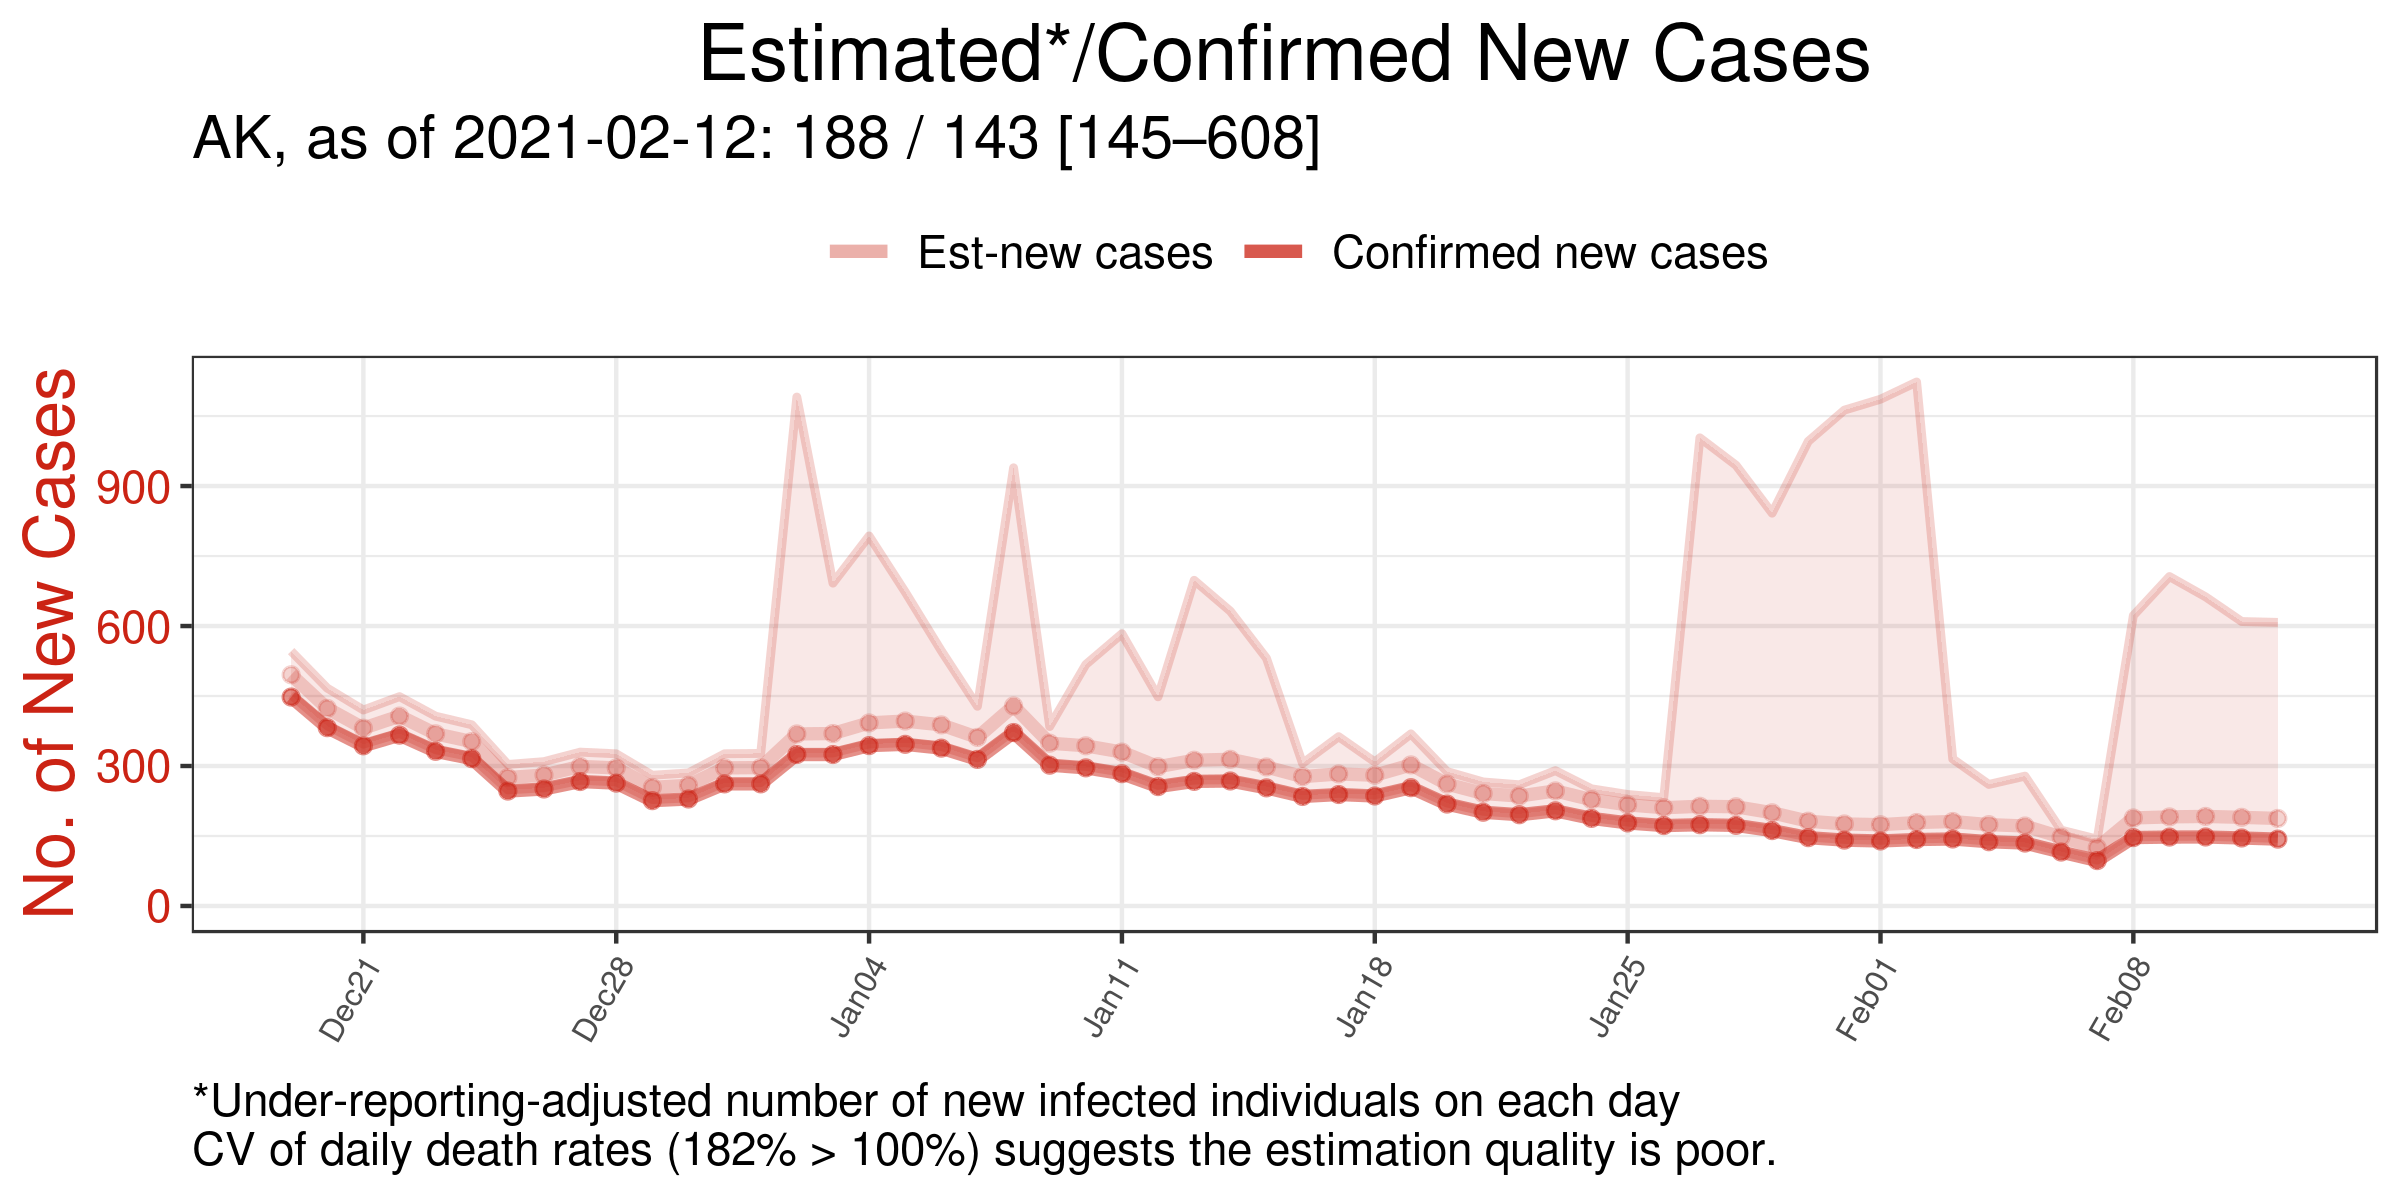 Estimated*/Confirmed New Cases
AK, as of 2021-02-12: 188 / 143 [145–608]
Est-new cases
Confirmed new cases
No. of New Cases
900
600
300
0
Dec21
Dec28
Jan04
Jan11
Jan18
Jan25
Feb01
Feb08
*Under-reporting-adjusted number of new infected individuals on each day
CV of daily death rates (182% > 100%) suggests the estimation quality is poor.